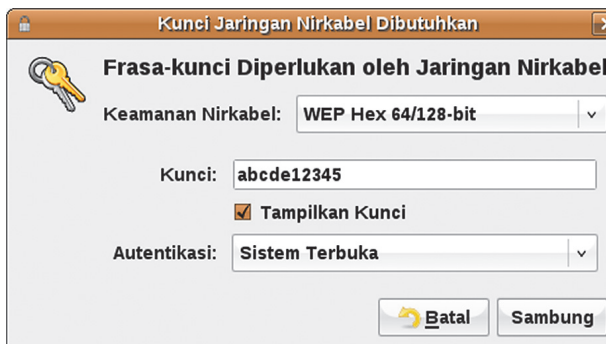 Kunci Jaringan Nirkabel Dibutuhkan
Frasa-kunci Diperlukan oleh Jaringan Nirkabel
Keamanan Nirkabel: WEP Hex 64/128-bit
Kunci: abcde12345
Tampilkan Kunci
Autentikasi: Sistem Terbuka
Batal Sambung